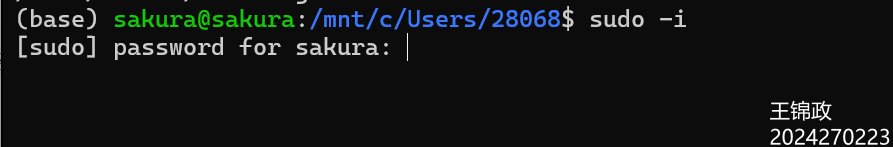 (base) sakura@sakura:/mnt/c/Users/28068$ sudo -i
[sudo] password for sakura:
王锦政
2024270223